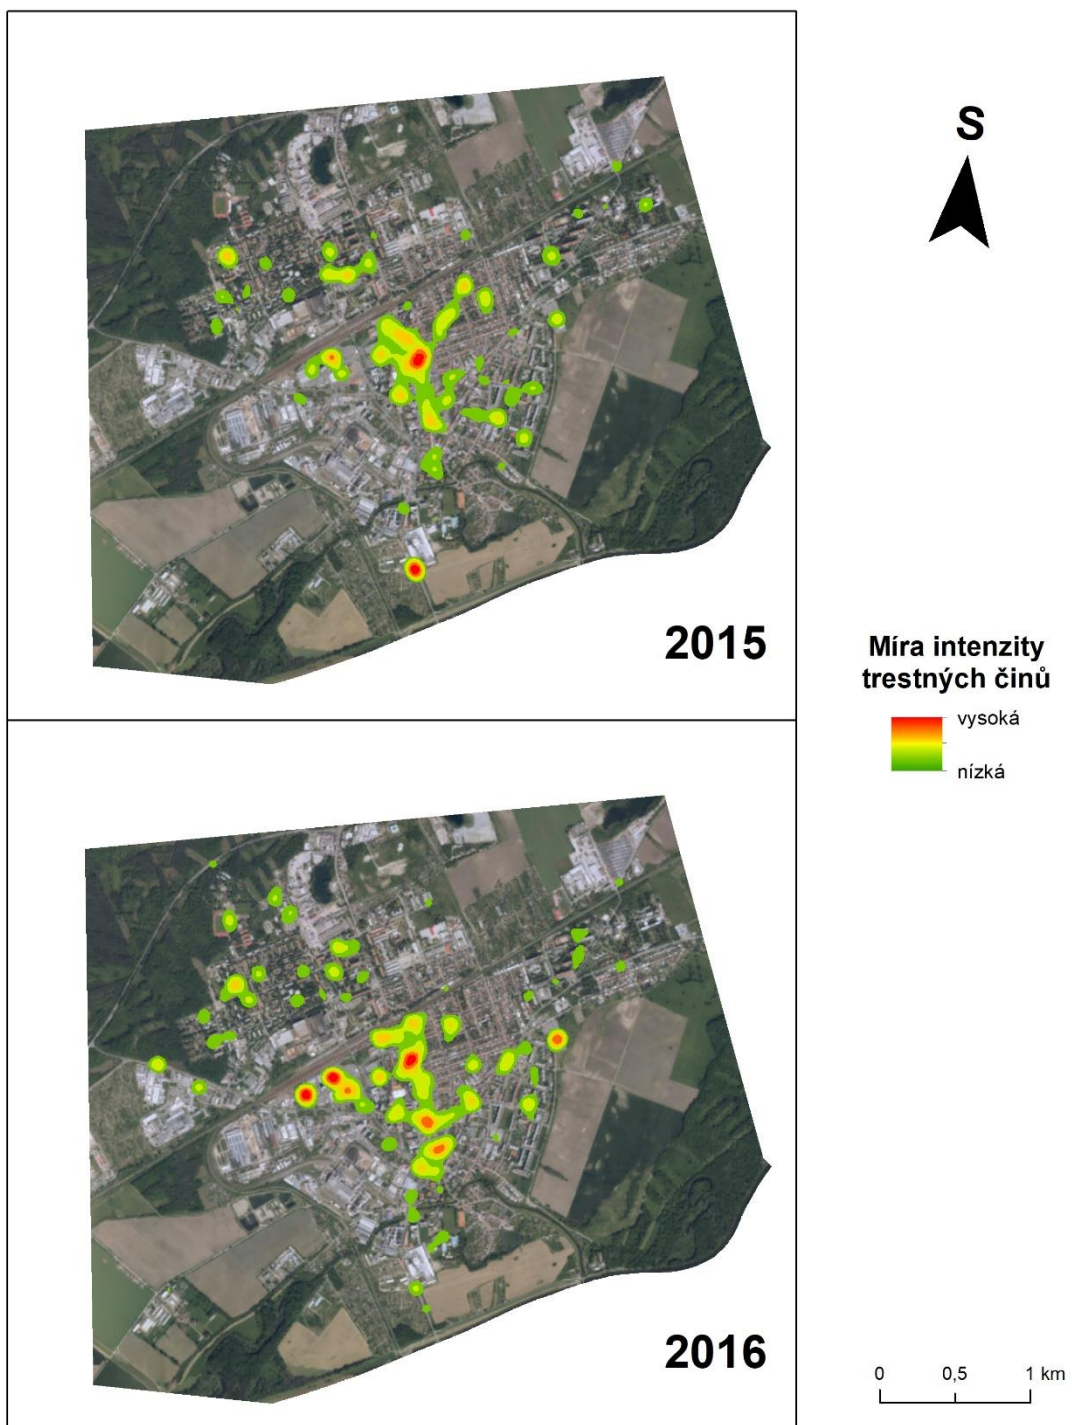 S
2015
Míra intenzity
trestných činů
vysoká
nízká
2016
0 0,5 1 km